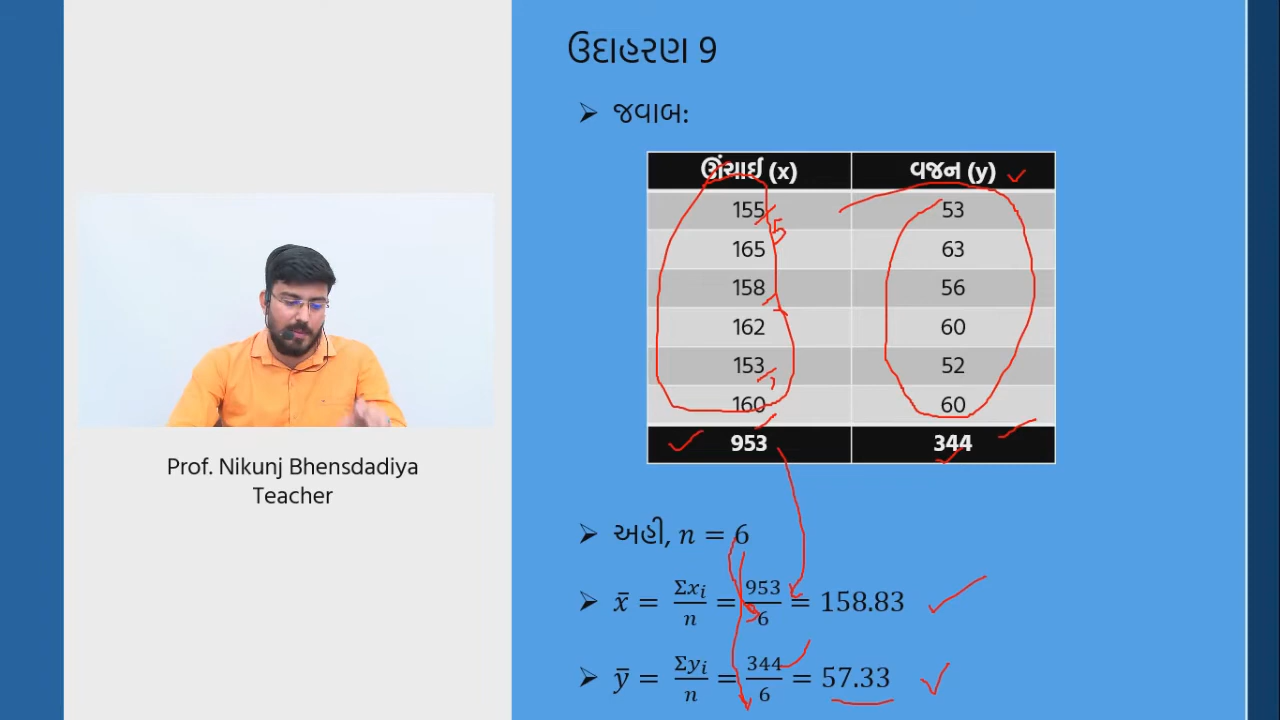 ઉદાહરણ 9
➤ જવાબ:
ઊંચાઈ (x) વજન (y)
155 53
165 63
158 56
162 60
153 52
160 60
953 344
➤ અહી, n = 6
➤ x̄ = Σxᵢ/n = 953/6 = 158.83
➤ ȳ = Σyᵢ/n = 344/6 = 57.33
Prof. Nikunj Bhensdadiya
Teacher